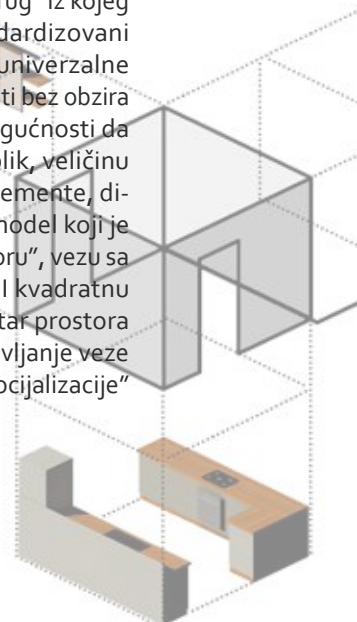 rug" iz kojeg
dardizovani
univerzalne
ti bez obzira
gućnosti da
lik, veličinu
emente, di-
model koji je
oru", vezu sa
I kvadratnu
tar prostora
vljanje veze
ocijalizacije"